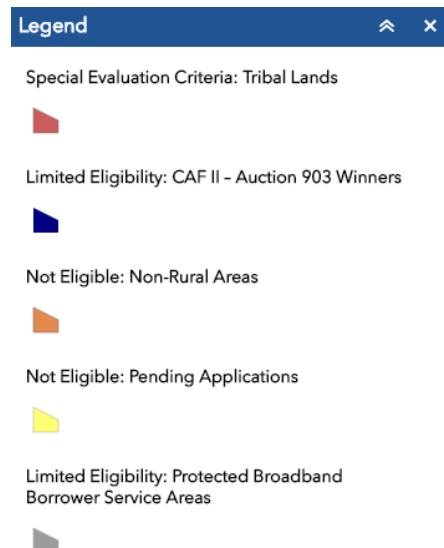 Legend
Special Evaluation Criteria: Tribal Lands
Limited Eligibility: CAF II – Auction 903 Winners
Not Eligible: Non-Rural Areas
Not Eligible: Pending Applications
Limited Eligibility: Protected Broadband
Borrower Service Areas